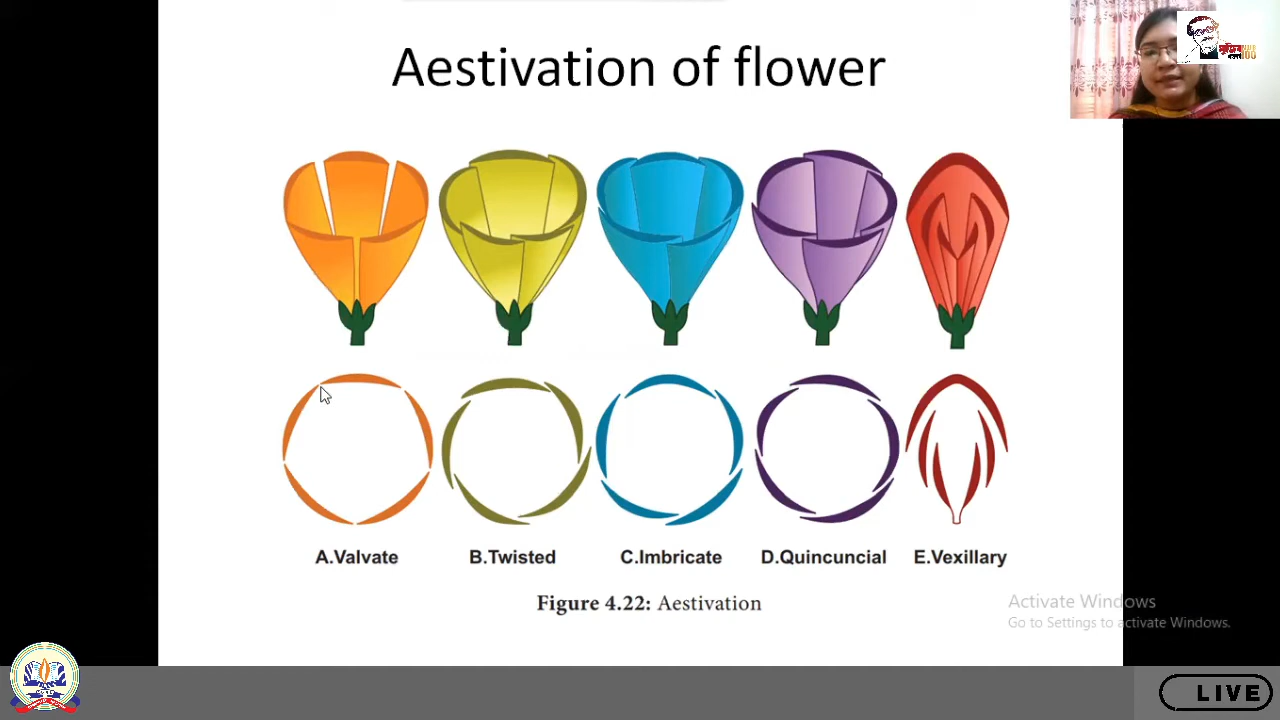 Aestivation of flower
A.Valvate
B.Twisted
C.Imbricate
D.Quincuncial
E.Vexillary
Figure 4.22: Aestivation
Activate Windows
Go to Settings to activate Windows.
LIVE